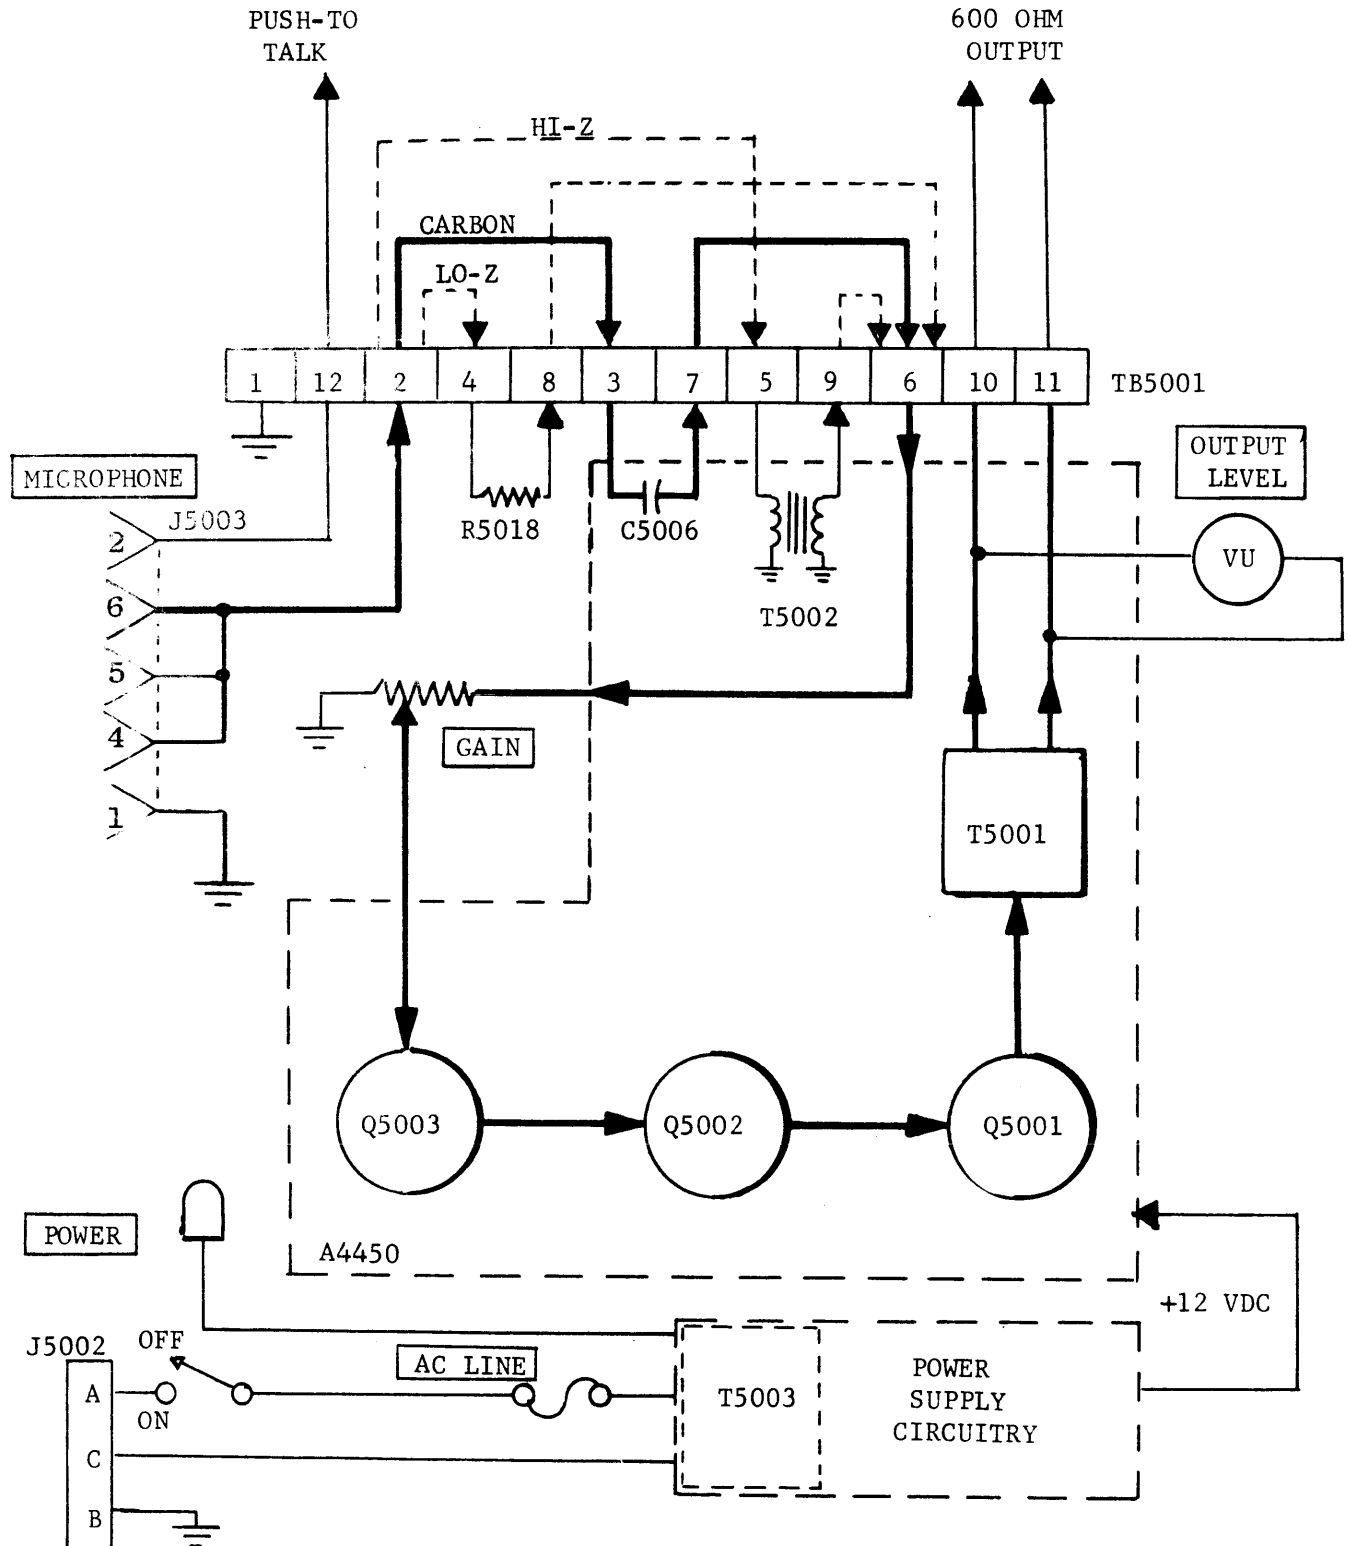 PUSH-TO
TALK
600 OHM
OUTPUT
HI-Z
CARBON
LO-Z
1 12 2 4 8 3 7 5 9 6 10 11
TB5001
OUTPUT
LEVEL
MICROPHONE
J5003
2
R5018
C5006
VU
6
T5002
5
4
GAIN
1
T5001
Q5003
Q5002
Q5001
POWER
A4450
+12 VDC
J5002
OFF
AC LINE
A
ON
T5003
POWER
SUPPLY
CIRCUITRY
C
B